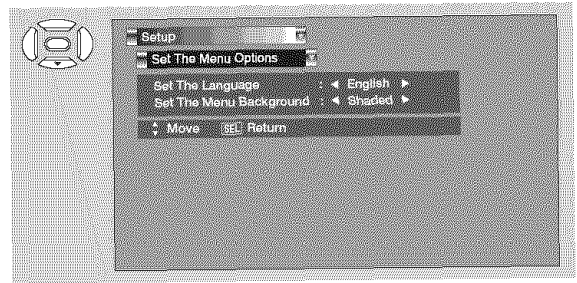 Setup
Set The Menu Options
Set The Language : ◄ English ►
Set The Menu Background : ◄ Shaded ►
Move SEL Return